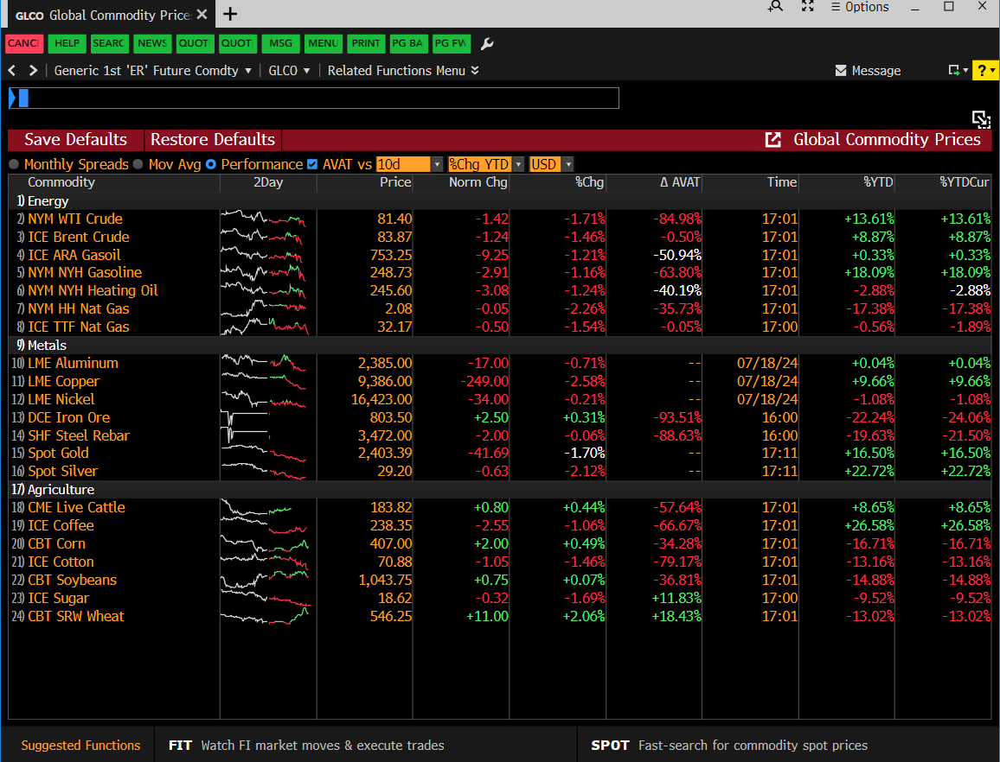 GLCO Global Commodity Price
Options
CANC HELP SEARC NEWS QUOT QUOT MSG MENU PRINT PG BA PG FW
Generic 1st 'ER' Future Comdty GLCO Related Functions Menu Message ?
Save Defaults Restore Defaults Global Commodity Prices
Monthly Spreads Mov Avg Performance AVAT vs 10d %Chg YTD USD
Commodity 2Day Price Norm Chg %Chg Δ AVAT Time %YTD %YTDCur
1) Energy
2) NYM WTI Crude 81.40 -1.42 -1.71% -84.98% 17:01 +13.61% +13.61%
3) ICE Brent Crude 83.87 -1.24 -1.46% -0.50% 17:01 +8.87% +8.87%
4) ICE ARA Gasoil 753.25 -9.25 -1.21% -50.94% 17:01 +0.33% +0.33%
5) NYM NYH Gasoline 248.73 -2.91 -1.16% -63.80% 17:01 +18.09% +18.09%
6) NYM NYH Heating Oil 245.60 -3.08 -1.24% -40.19% 17:01 -2.88% -2.88%
7) NYM HH Nat Gas 2.08 -0.05 -2.26% -35.73% 17:01 -17.38% -17.38%
8) ICE TTF Nat Gas 32.17 -0.50 -1.54% -0.05% 17:00 -0.56% -1.89%
9) Metals
10) LME Aluminum 2,385.00 -17.00 -0.71% -- 07/18/24 +0.04% +0.04%
11) LME Copper 9,386.00 -249.00 -2.58% -- 07/18/24 +9.66% +9.66%
12) LME Nickel 16,423.00 -34.00 -0.21% -- 07/18/24 -1.08% -1.08%
13) DCE Iron Ore 803.50 +2.50 +0.31% -93.51% 16:00 -22.24% -24.06%
14) SHF Steel Rebar 3,472.00 -2.00 -0.06% -88.63% 16:00 -19.63% -21.50%
15) Spot Gold 2,403.39 -41.69 -1.70% -- 17:11 +16.50% +16.50%
16) Spot Silver 29.20 -0.63 -2.12% -- 17:11 +22.72% +22.72%
17) Agriculture
18) CME Live Cattle 183.82 +0.80 +0.44% -57.64% 17:01 +8.65% +8.65%
19) ICE Coffee 238.35 -2.55 -1.06% -66.67% 17:01 +26.58% +26.58%
20) CBT Corn 407.00 +2.00 +0.49% -34.28% 17:01 -16.71% -16.71%
21) ICE Cotton 70.88 -1.05 -1.46% -79.17% 17:01 -13.16% -13.16%
22) CBT Soybeans 1,043.75 +0.75 +0.07% -36.81% 17:01 -14.88% -14.88%
23) ICE Sugar 18.62 -0.32 -1.69% +11.83% 17:00 -9.52% -9.52%
24) CBT SRW Wheat 546.25 +11.00 +2.06% +18.43% 17:01 -13.02% -13.02%
Suggested Functions FIT Watch FI market moves & execute trades SPOT Fast-search for commodity spot prices